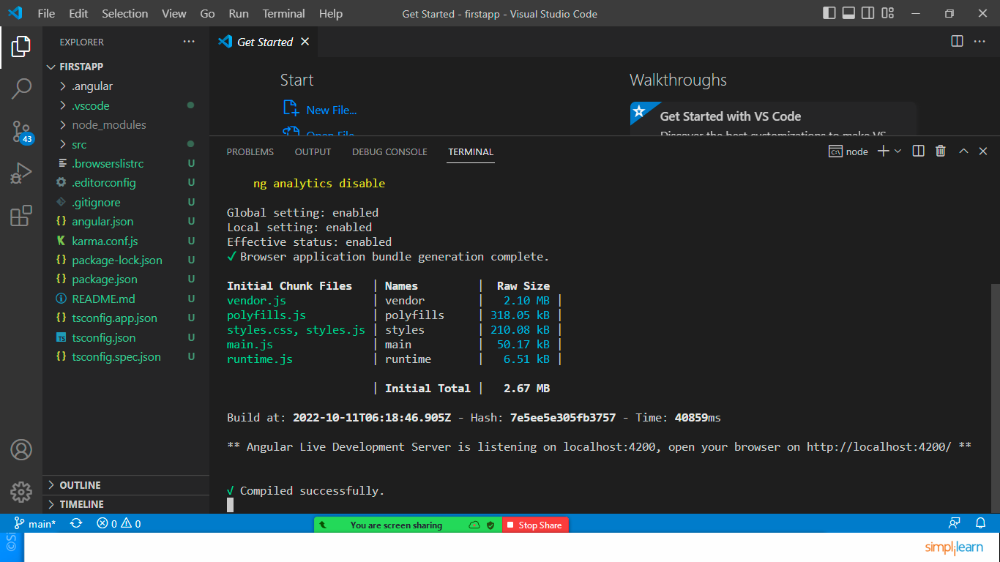 File Edit Selection View Go Run Terminal Help Get Started - firstapp - Visual Studio Code
EXPLORER
Get Started
FIRSTAPP
.angular
.vscode
node_modules
43
src
.browserslistrc U
.editorconfig U
.gitignore U
angular.json U
karma.conf.js U
package-lock.json U
package.json U
README.md U
tsconfig.app.json U
tsconfig.json U
tsconfig.spec.json U
OUTLINE
TIMELINE
Start
New File...
Open File
Walkthroughs
Get Started with VS Code
Discover the best customizations to make VS
PROBLEMS OUTPUT DEBUG CONSOLE TERMINAL node
ng analytics disable
Global setting: enabled
Local setting: enabled
Effective status: enabled
✓ Browser application bundle generation complete.
Initial Chunk Files | Names | Raw Size
vendor.js | vendor | 2.10 MB |
polyfills.js | polyfills | 318.05 kB |
styles.css, styles.js | styles | 210.08 kB |
main.js | main | 50.17 kB |
runtime.js | runtime | 6.51 kB |
| Initial Total | 2.67 MB
Build at: 2022-10-11T06:18:46.905Z - Hash: 7e5ee5e305fb3757 - Time: 40859ms
** Angular Live Development Server is listening on localhost:4200, open your browser on http://localhost:4200/ **
√ Compiled successfully.
main* 0 0 You are screen sharing Stop Share
©Si
simplilearn